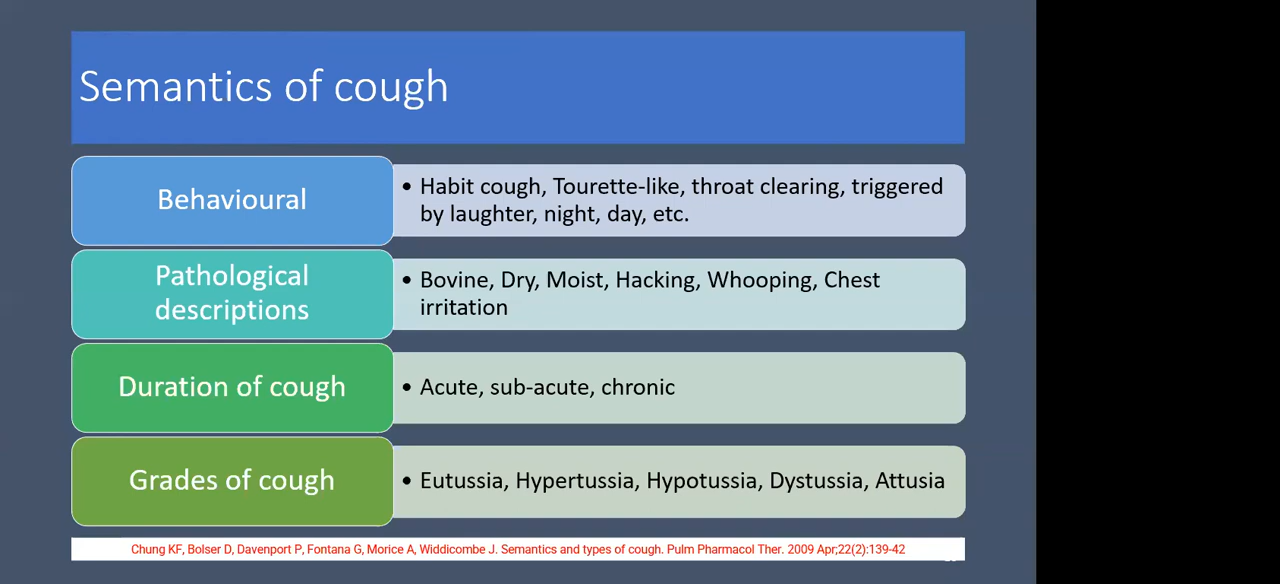 Semantics of cough
Behavioural
• Habit cough, Tourette-like, throat clearing, triggered
by laughter, night, day, etc.
Pathological
descriptions
• Bovine, Dry, Moist, Hacking, Whooping, Chest
irritation
Duration of cough
• Acute, sub-acute, chronic
Grades of cough
• Eutussia, Hypertussia, Hypotussia, Dystussia, Attusia
Chung KF, Bolser D, Davenport P, Fontana G, Morice A, Widdicombe J. Semantics and types of cough. Pulm Pharmacol Ther. 2009 Apr;22(2):139-42